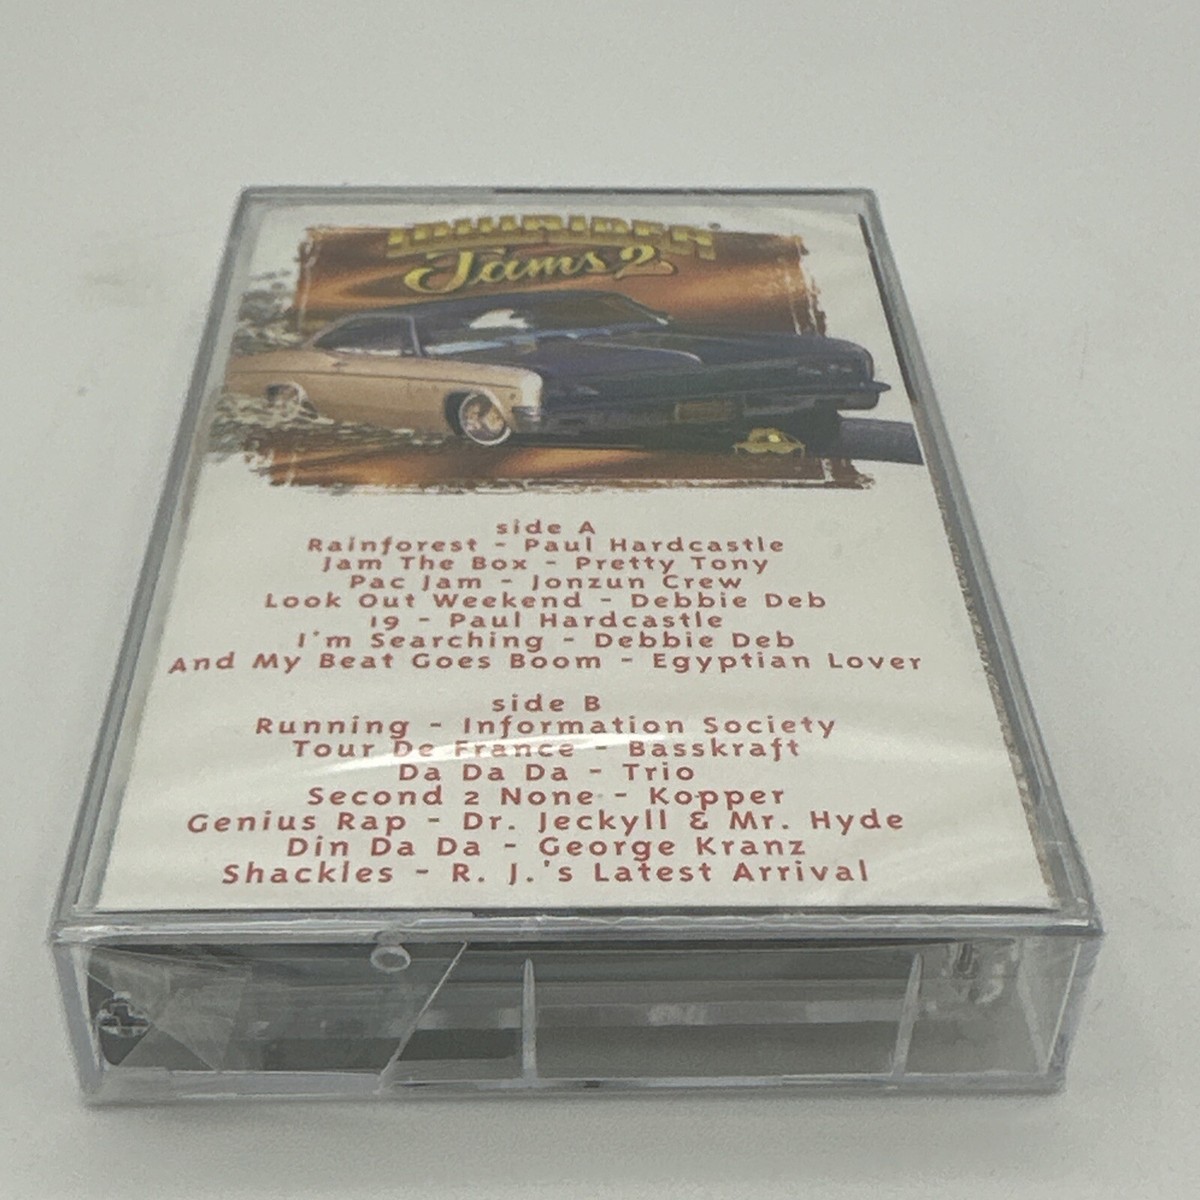 LOWRIDER
Jams 2
side A
Rainforest - Paul Hardcastle
Jam The Box - Pretty Tony
Pac Jam - Jonzun Crew
Look Out Weekend - Debbie Deb
19 - Paul Hardcastle
I'm Searching - Debbie Deb
And My Beat Goes Boom - Egyptian Lover
side B
Running - Information Society
Tour De France - Basskraft
Da Da Da - Trio
Second 2 None - Kopper
Genius Rap - Dr. Jeckyll & Mr. Hyde
Din Da Da - George Kranz
Shackles - R. J.'s Latest Arrival